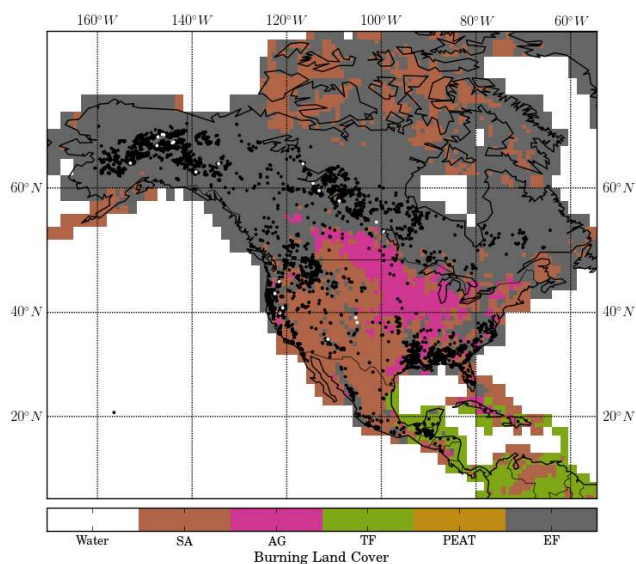 160°W 140°W 120°W 100°W 80°W 60°W
60°N 60°N
40°N 40°N
20°N 20°N
Water SA AG TF PEAT EF
Burning Land Cover